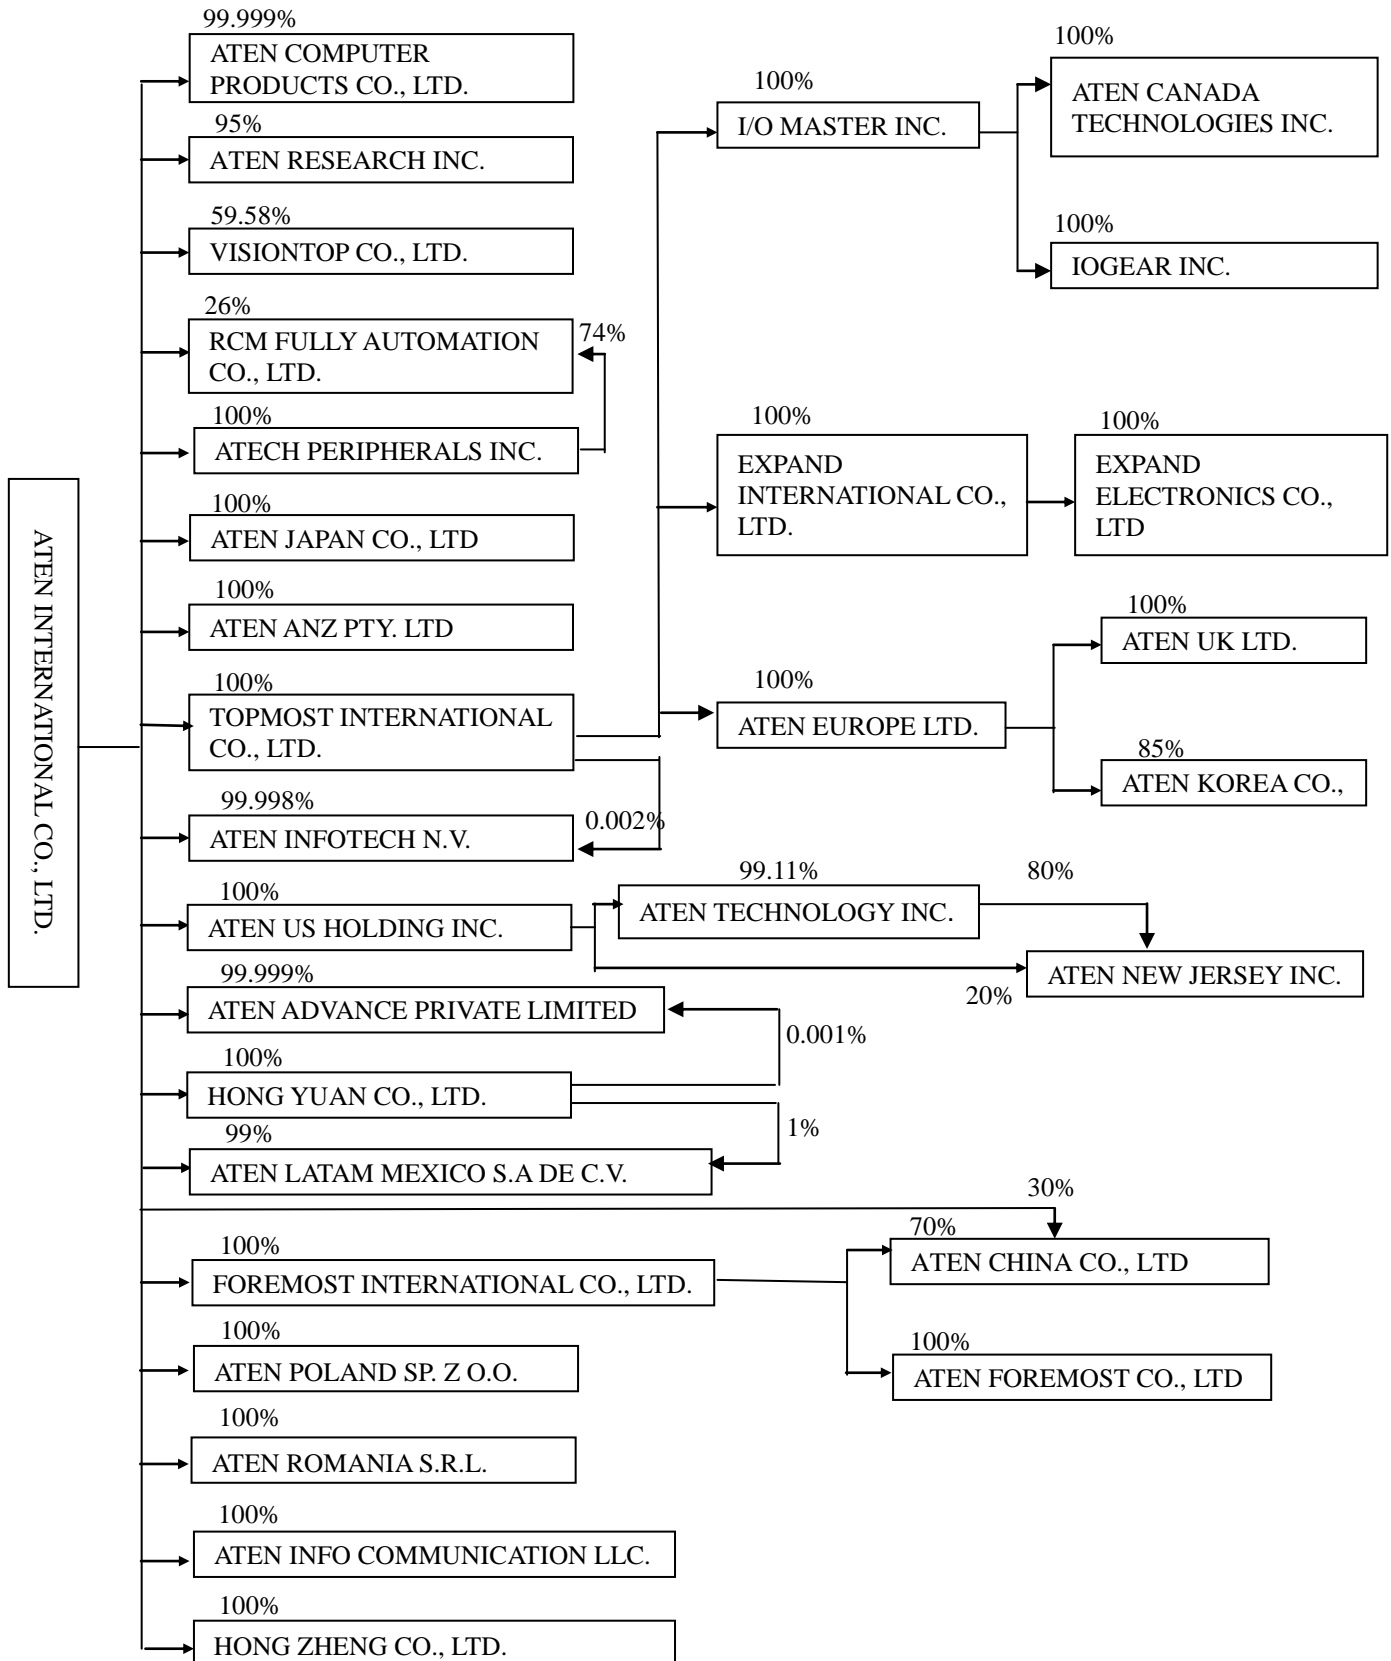 99.999%
ATEN COMPUTER
PRODUCTS CO., LTD.
95%
ATEN RESEARCH INC.
59.58%
VISIONTOP CO., LTD.
26%
RCM FULLY AUTOMATION
CO., LTD.
74%
100%
ATECH PERIPHERALS INC.
100%
ATEN JAPAN CO., LTD
100%
ATEN ANZ PTY. LTD
100%
TOPMOST INTERNATIONAL
CO., LTD.
99.998%
ATEN INFOTECH N.V.
0.002%
100%
ATEN US HOLDING INC.
99.999%
ATEN ADVANCE PRIVATE LIMITED
0.001%
100%
HONG YUAN CO., LTD.
1%
99%
ATEN LATAM MEXICO S.A DE C.V.
100%
FOREMOST INTERNATIONAL CO., LTD.
100%
ATEN POLAND SP. Z O.O.
100%
ATEN ROMANIA S.R.L.
100%
ATEN INFO COMMUNICATION LLC.
100%
HONG ZHENG CO., LTD.
ATEN INTERNATIONAL CO., LTD.
100%
I/O MASTER INC.
100%
ATEN CANADA
TECHNOLOGIES INC.
100%
IOGEAR INC.
100%
EXPAND
INTERNATIONAL CO.,
LTD.
100%
EXPAND
ELECTRONICS CO.,
LTD
100%
ATEN EUROPE LTD.
100%
ATEN UK LTD.
85%
ATEN KOREA CO.,
99.11%
ATEN TECHNOLOGY INC.
80%
ATEN NEW JERSEY INC.
20%
30%
70%
ATEN CHINA CO., LTD
100%
ATEN FOREMOST CO., LTD